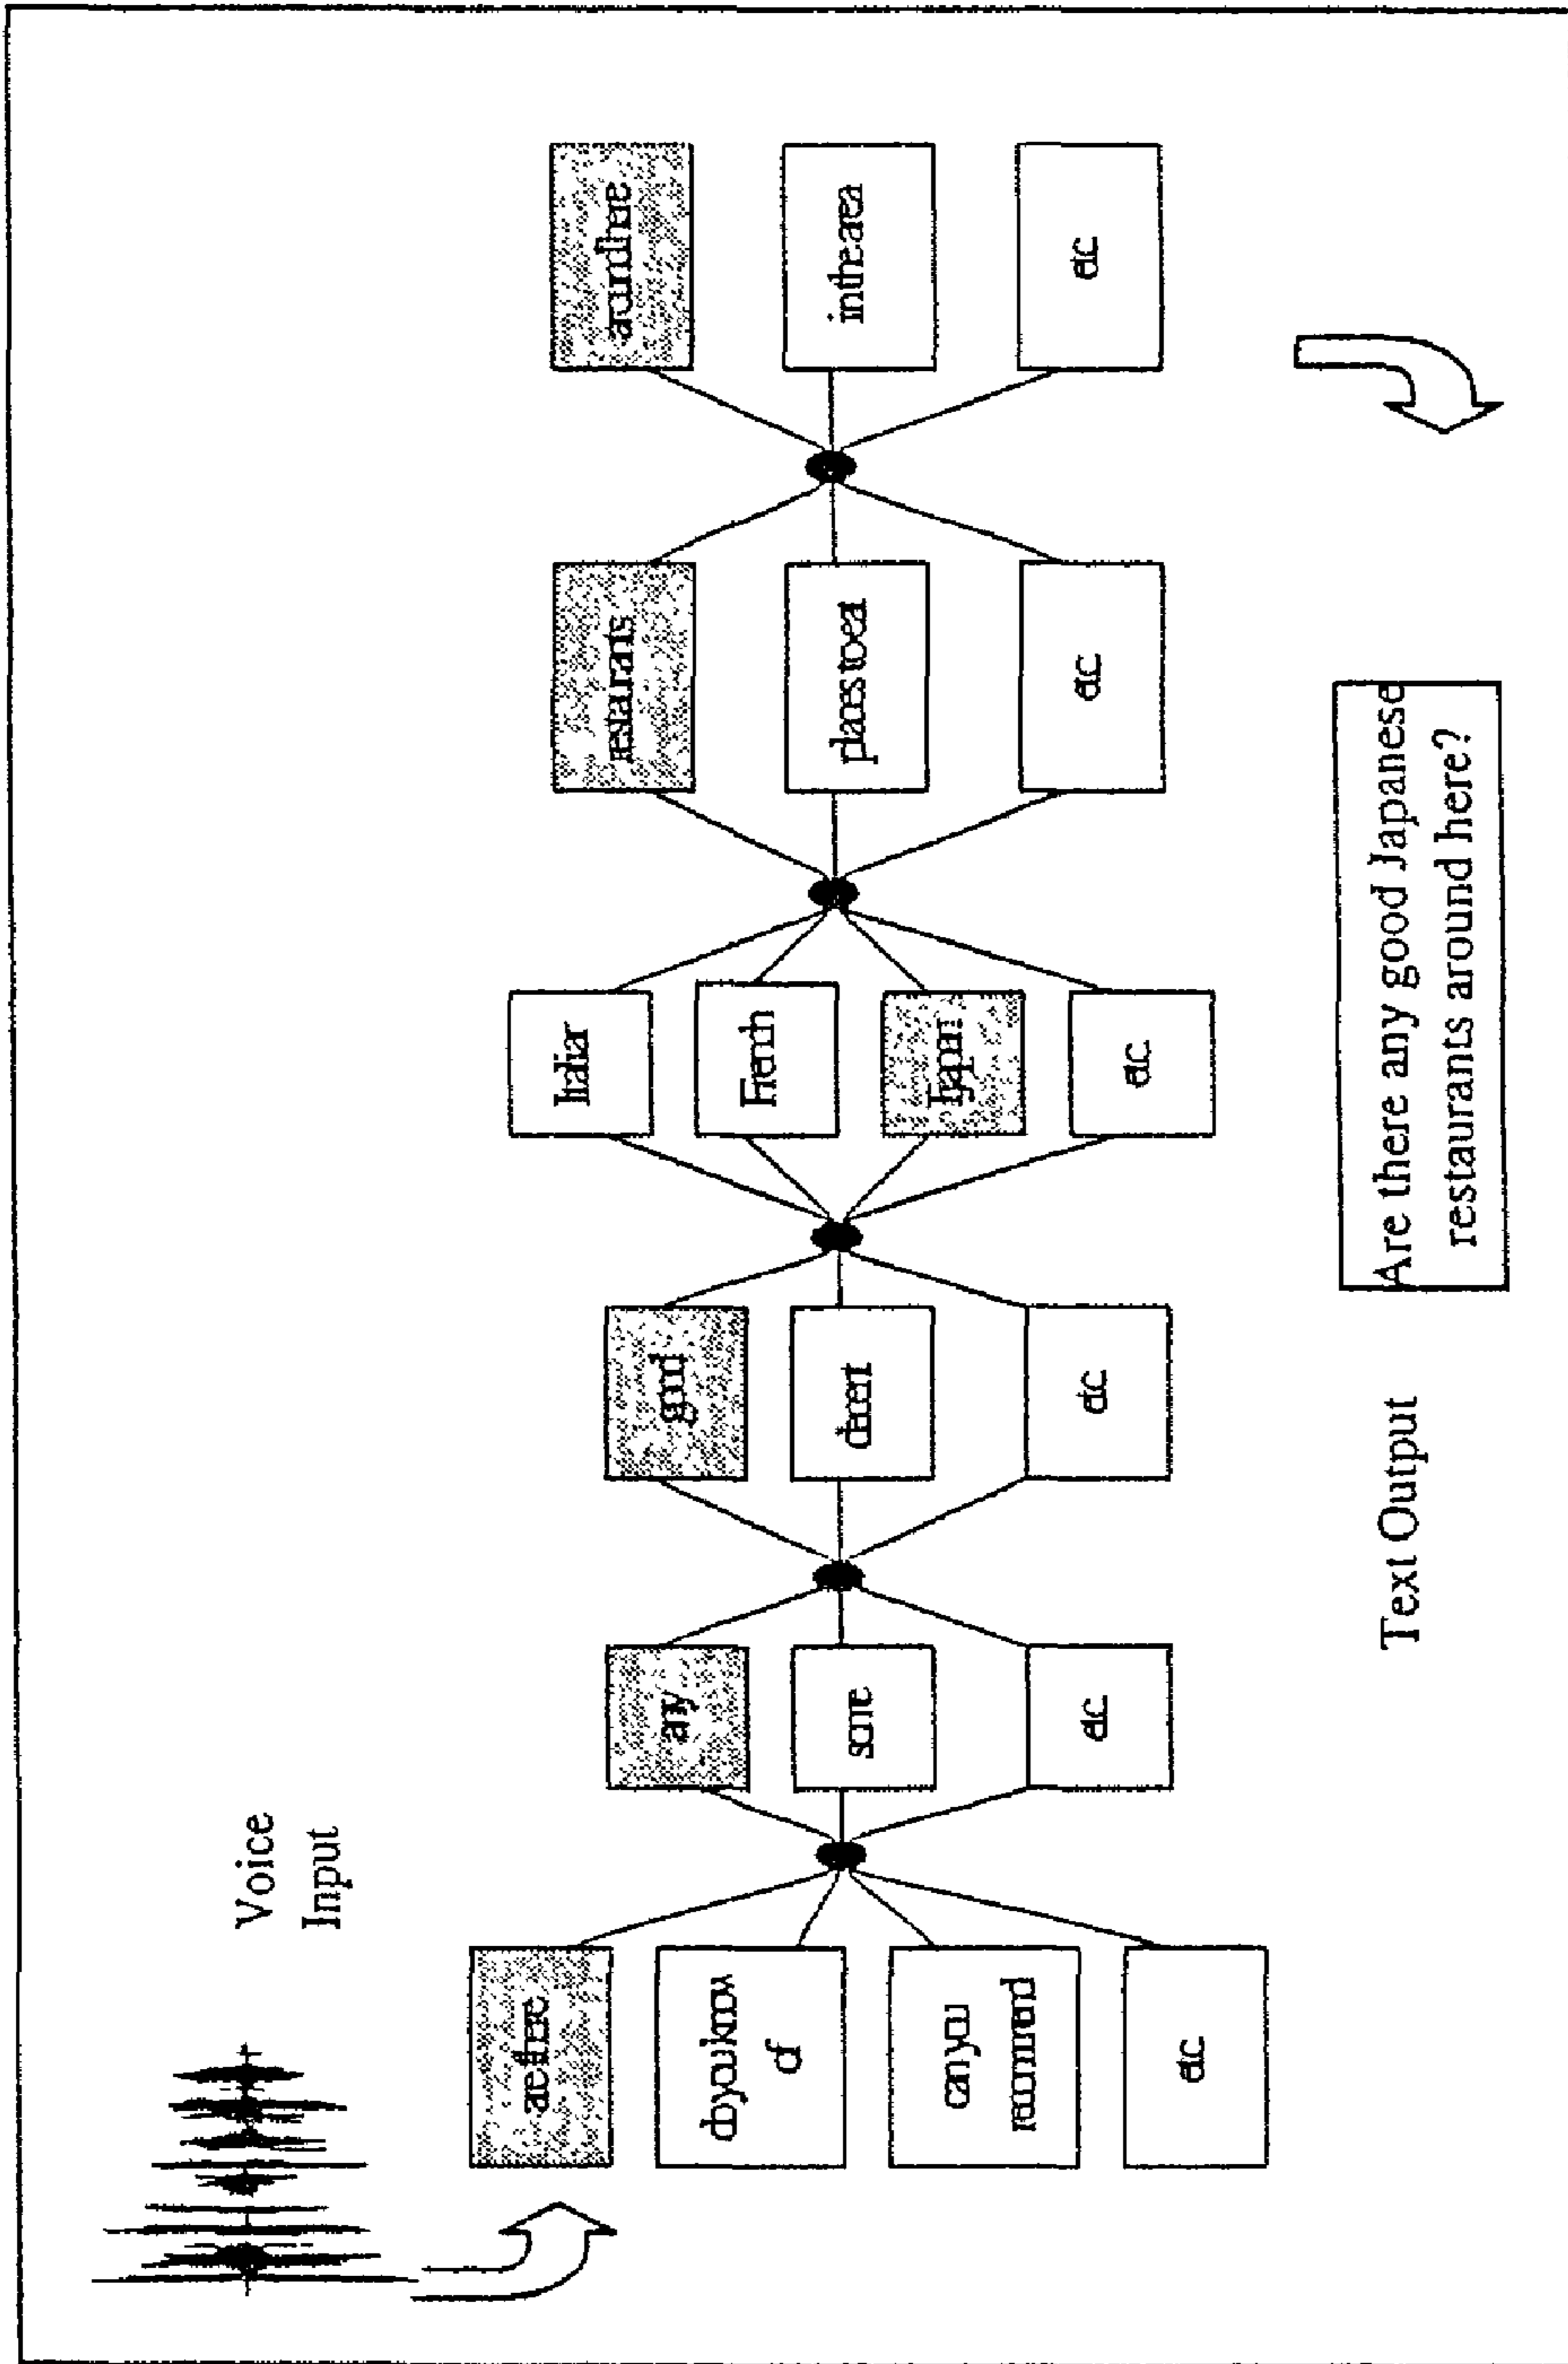 Voice
Input
are there
do you know
of
can you
recommend
etc.
any
some
etc.
good
decent
etc.
Italian
French
etc.
restaurants
places to eat
etc.
around here
in the area
etc.
Text Output
Are there any good Japanese
restaurants around here?